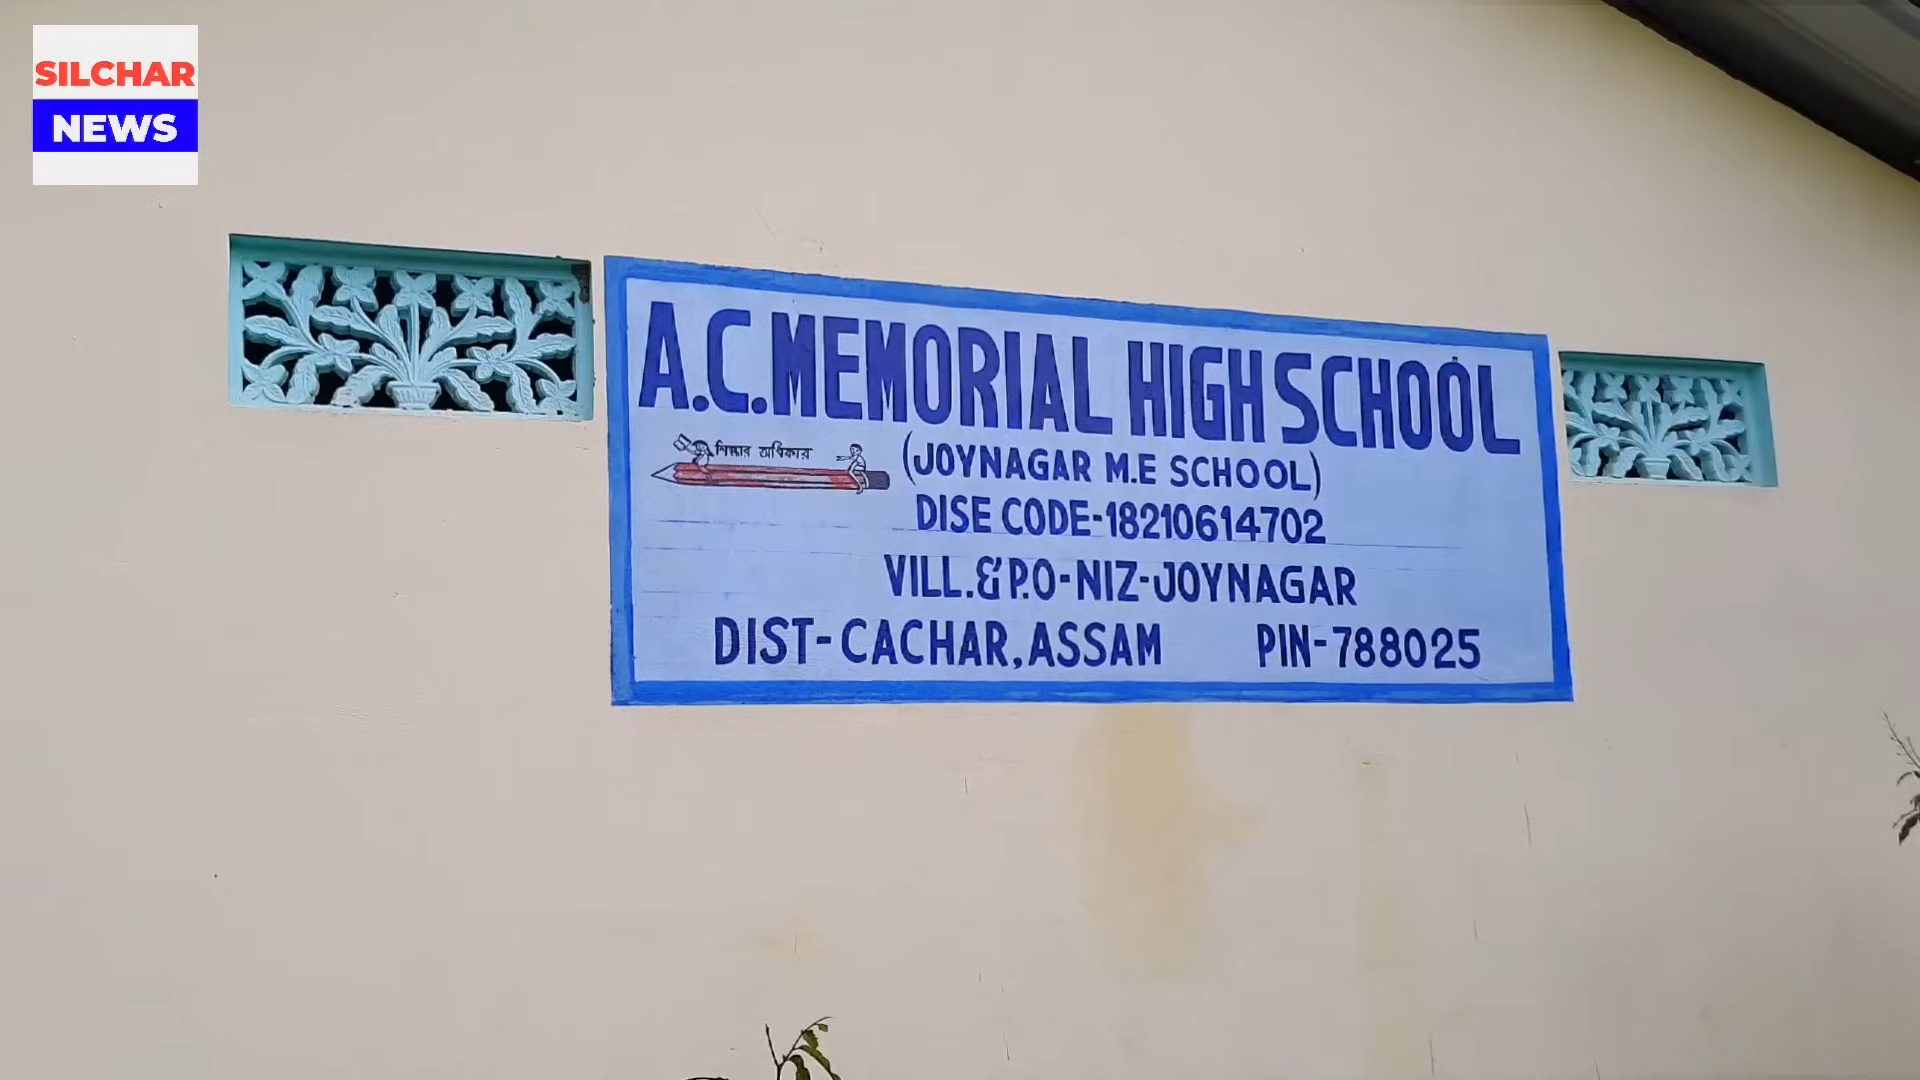 SILCHAR
NEWS
A.C. MEMORIAL HIGH SCHOOL
শিক্ষার অধিকার
(JOYNAGAR M.E SCHOOL)
DISE CODE-18210614702
VILL.& P.O-NIZ-JOYNAGAR
DIST-CACHAR, ASSAM PIN-788025